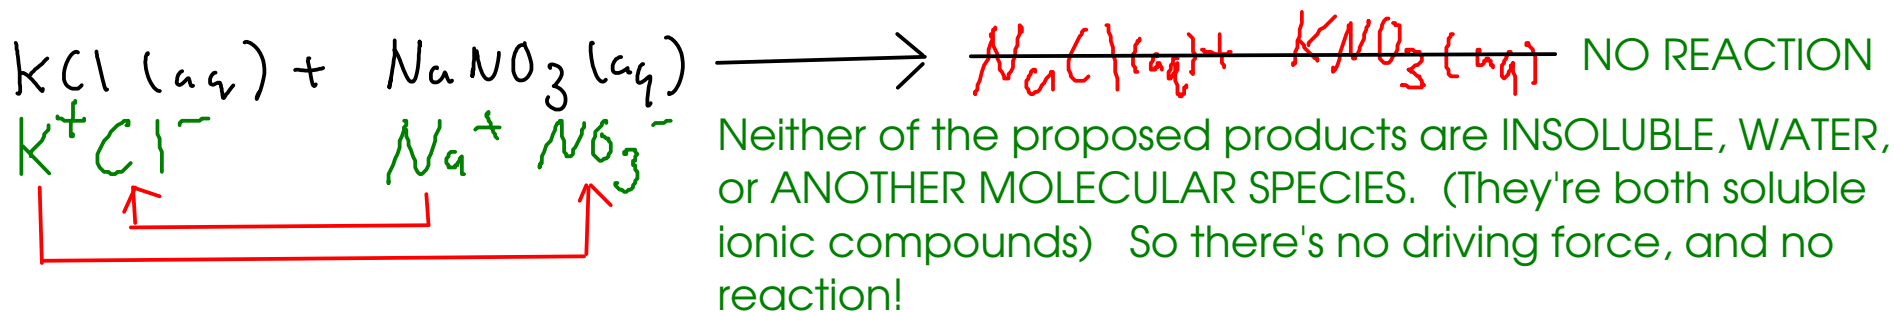 KCl (aq) + NaNO₃ (aq) → NaCl (aq) + KNO₃ (aq) NO REACTION
K⁺ Cl⁻ Na⁺ NO₃⁻
Neither of the proposed products are INSOLUBLE, WATER,
or ANOTHER MOLECULAR SPECIES. (They're both soluble
ionic compounds) So there's no driving force, and no
reaction!